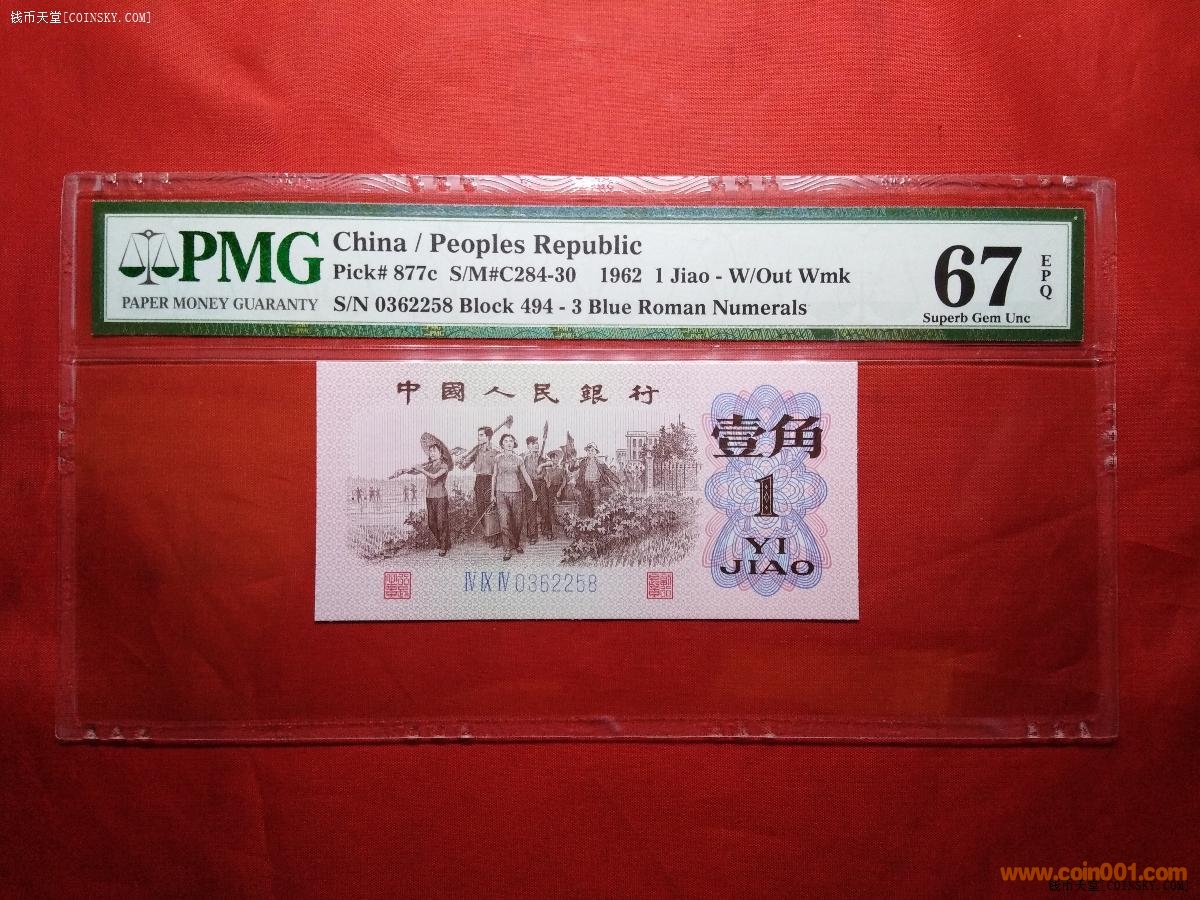 钱币天堂[COINSKY.COM]
PMG
PAPER MONEY GUARANTY
China / Peoples Republic
Pick# 877c S/M#C284-30 1962 1 Jiao - W/Out Wmk
S/N 0362258 Block 494 - 3 Blue Roman Numerals
67
EPQ
Superb Gem Unc
中國人民銀行
壹角
1
YI
JIAO
ⅣⅨⅣ0362258
www.coin001.com
钱币天堂[COINSKY.COM]